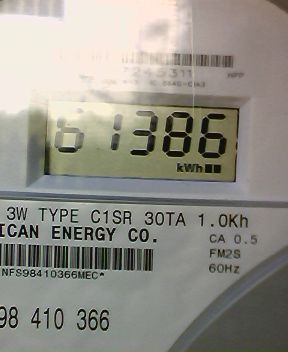 7245311
61386
kWh
3W TYPE C1SR 30TA 1.0Kh
ICAN ENERGY CO.
CA 0.5
FM2S
60Hz
NFS98410366MEC*
98 410 366